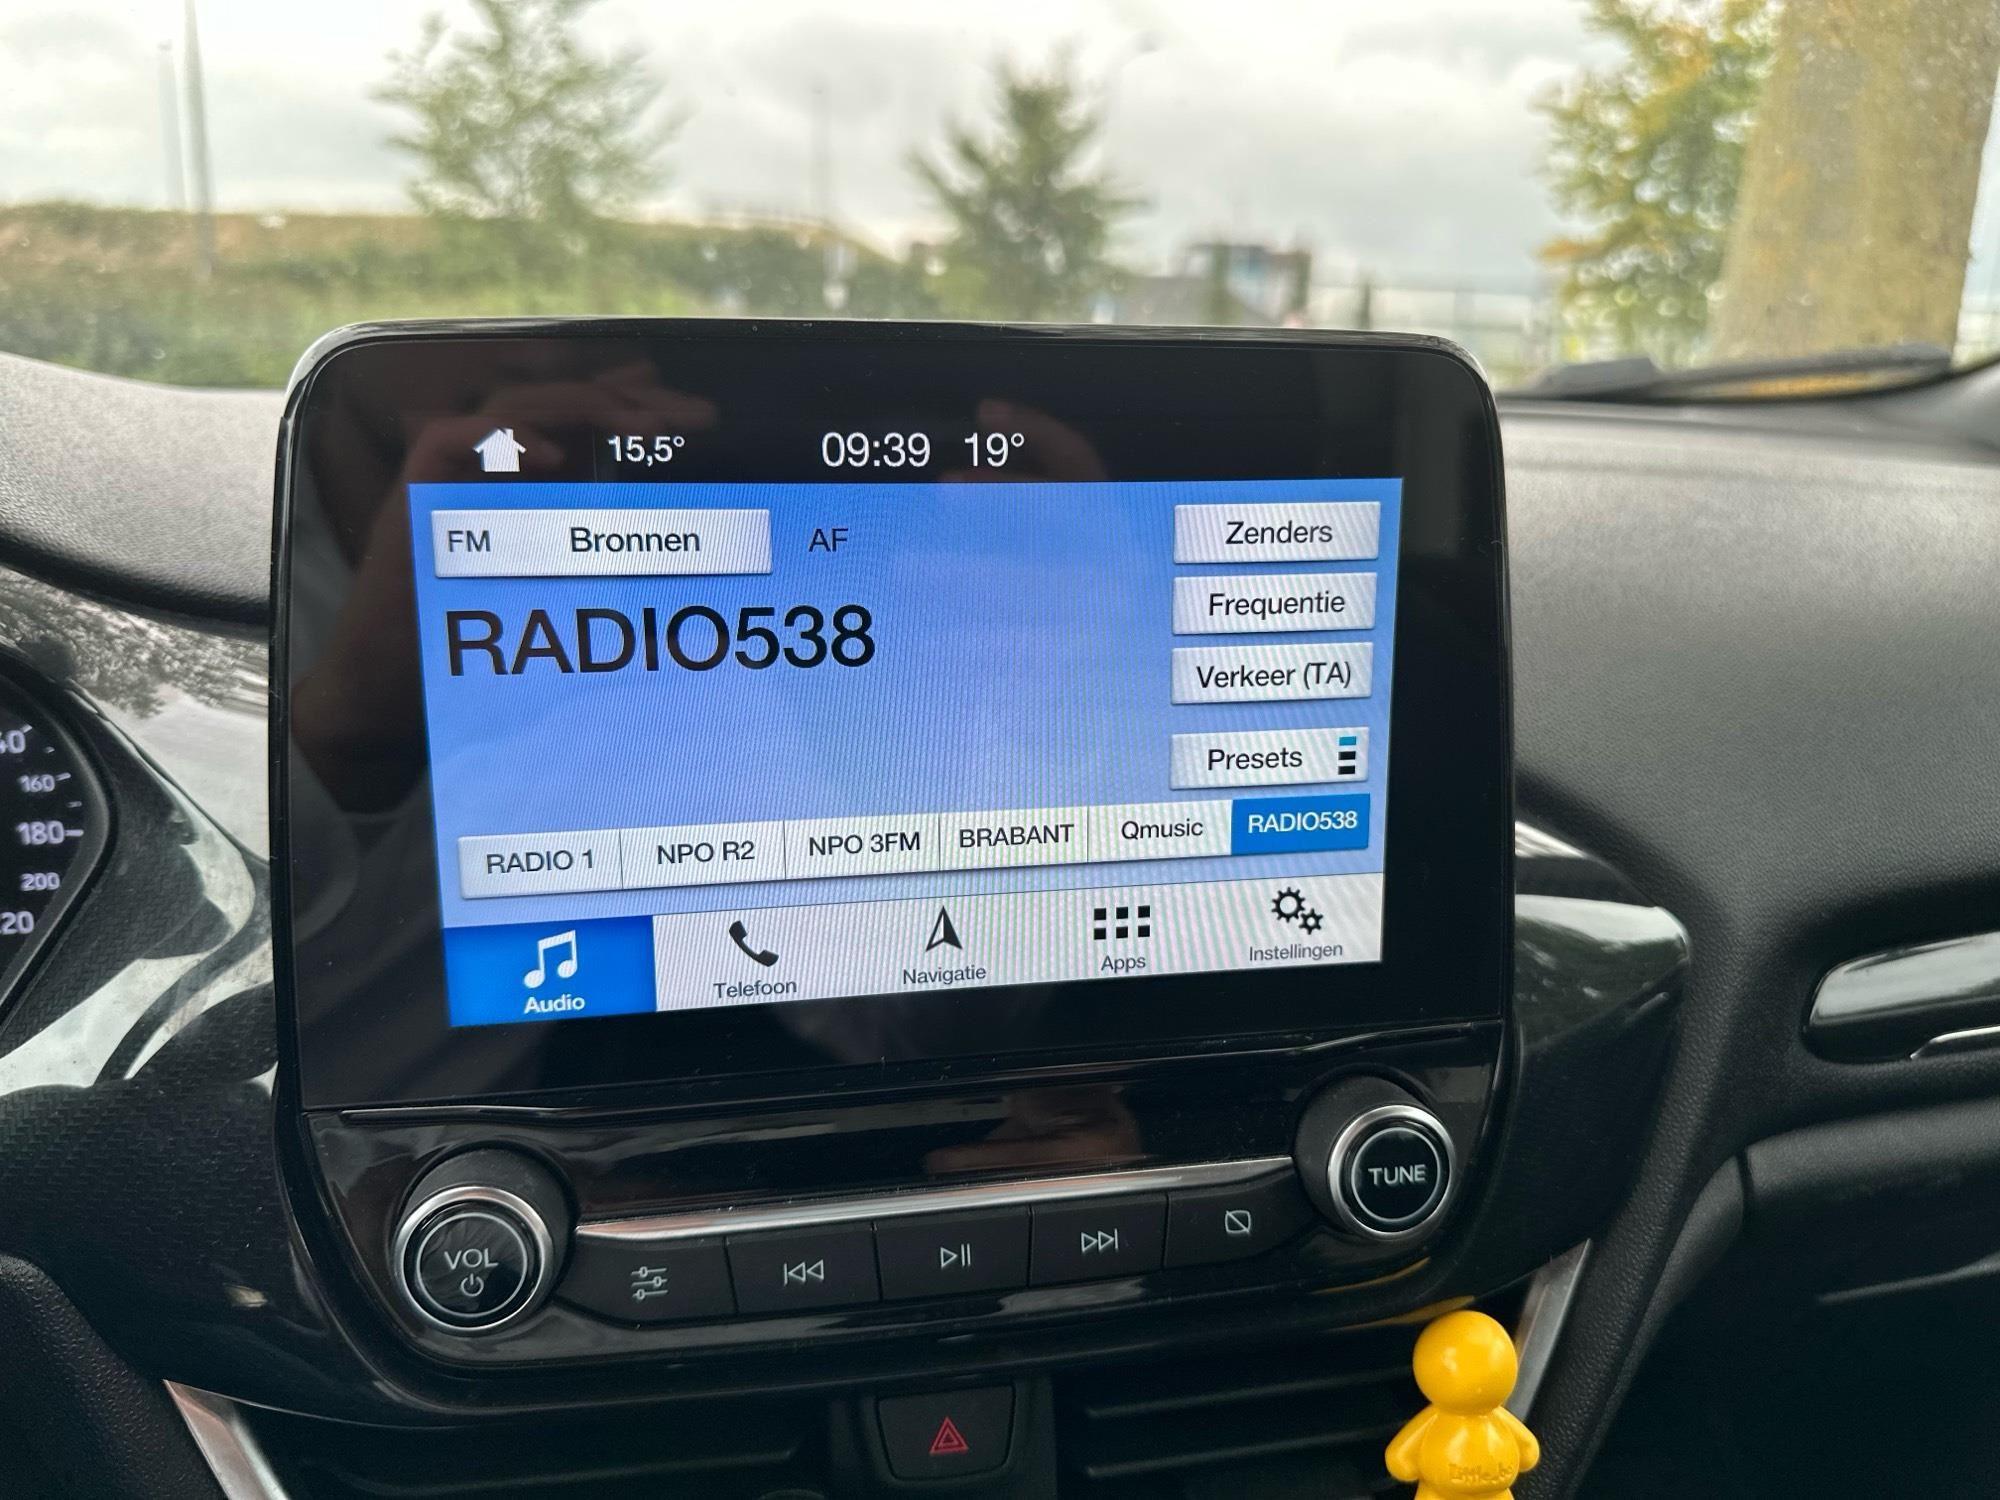 15,5° 09:39 19°
FM Bronnen AF Zenders
RADIO538
Frequentie
Verkeer (TA)
Presets
RADIO 1 NPO R2 NPO 3FM BRABANT Qmusic RADIO538
Audio Telefoon Navigatie Apps Instellingen
VOL
TUNE
160
180
200